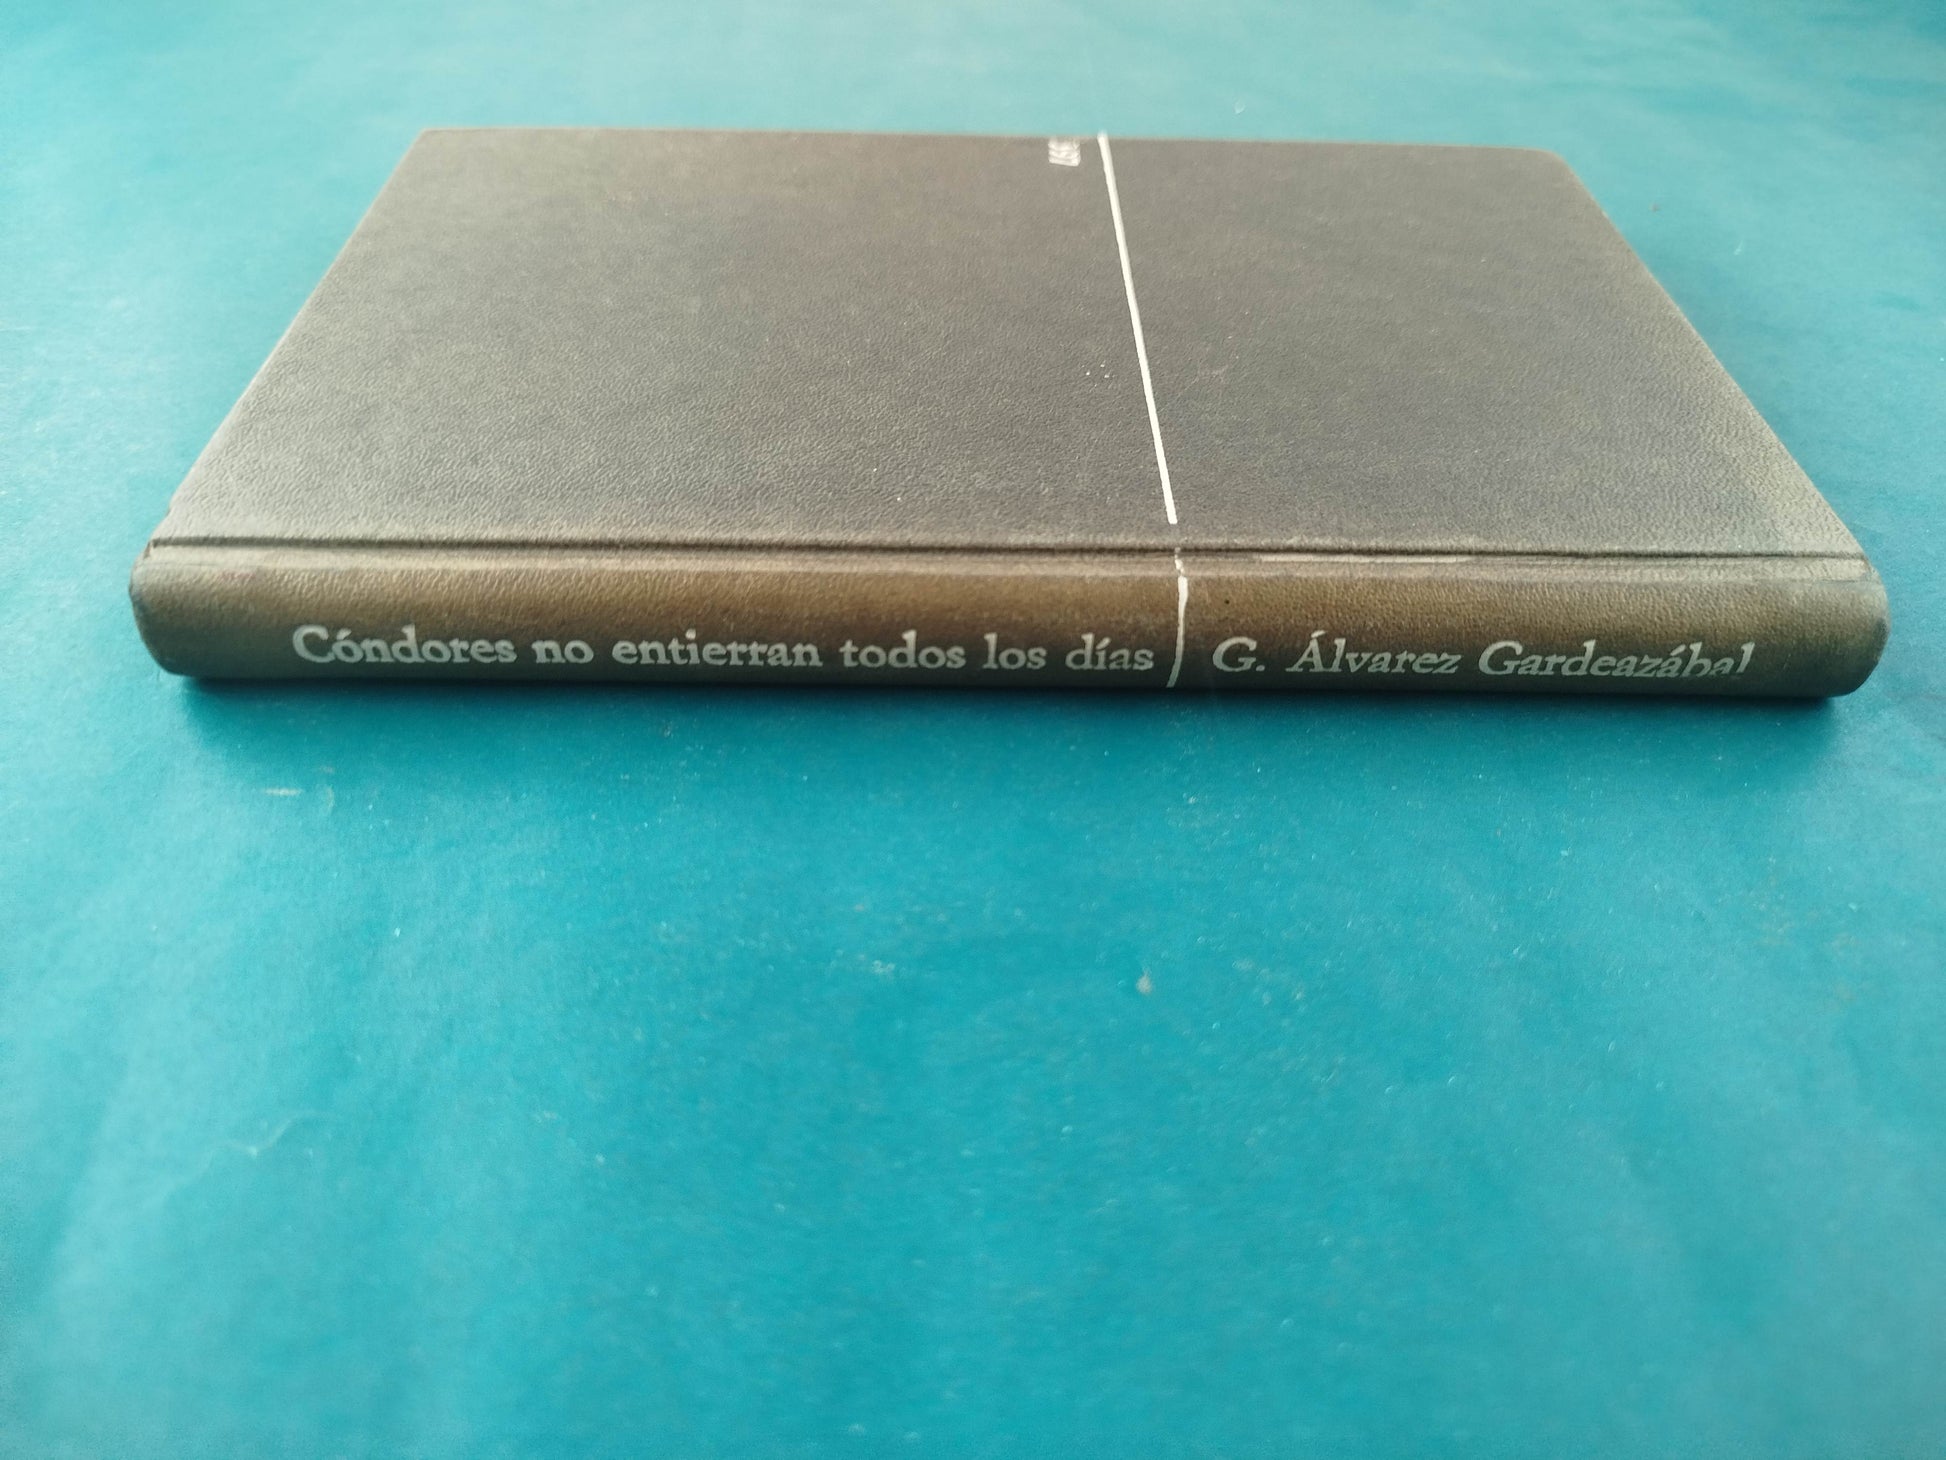 Cóndores no entierran todos los días
G. Álvarez Gardeazábal